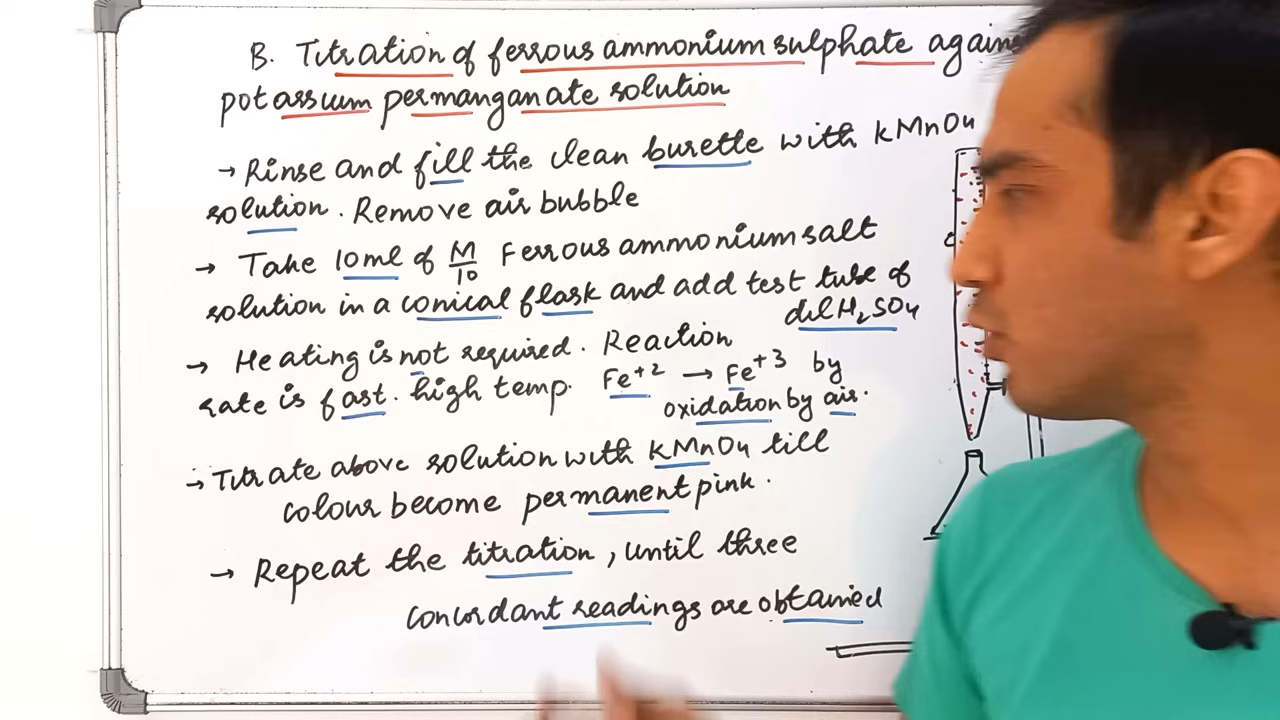 B. Titration of ferrous ammonium sulphate agains
potassium permanganate solution
→ Rinse and fill the clean burette with KMnO4
solution. Remove air bubble
→ Take 10ml of M/10 Ferrous ammonium salt
solution in a conical flask and add test tube of
dil H2SO4
→ Heating is not required. Reaction
rate is fast. high temp. Fe+2 → Fe+3 by
oxidation by air.
→ Titrate above solution with KMnO4 till
colour become permanent pink.
→ Repeat the titration, until three
concordant readings are obtained